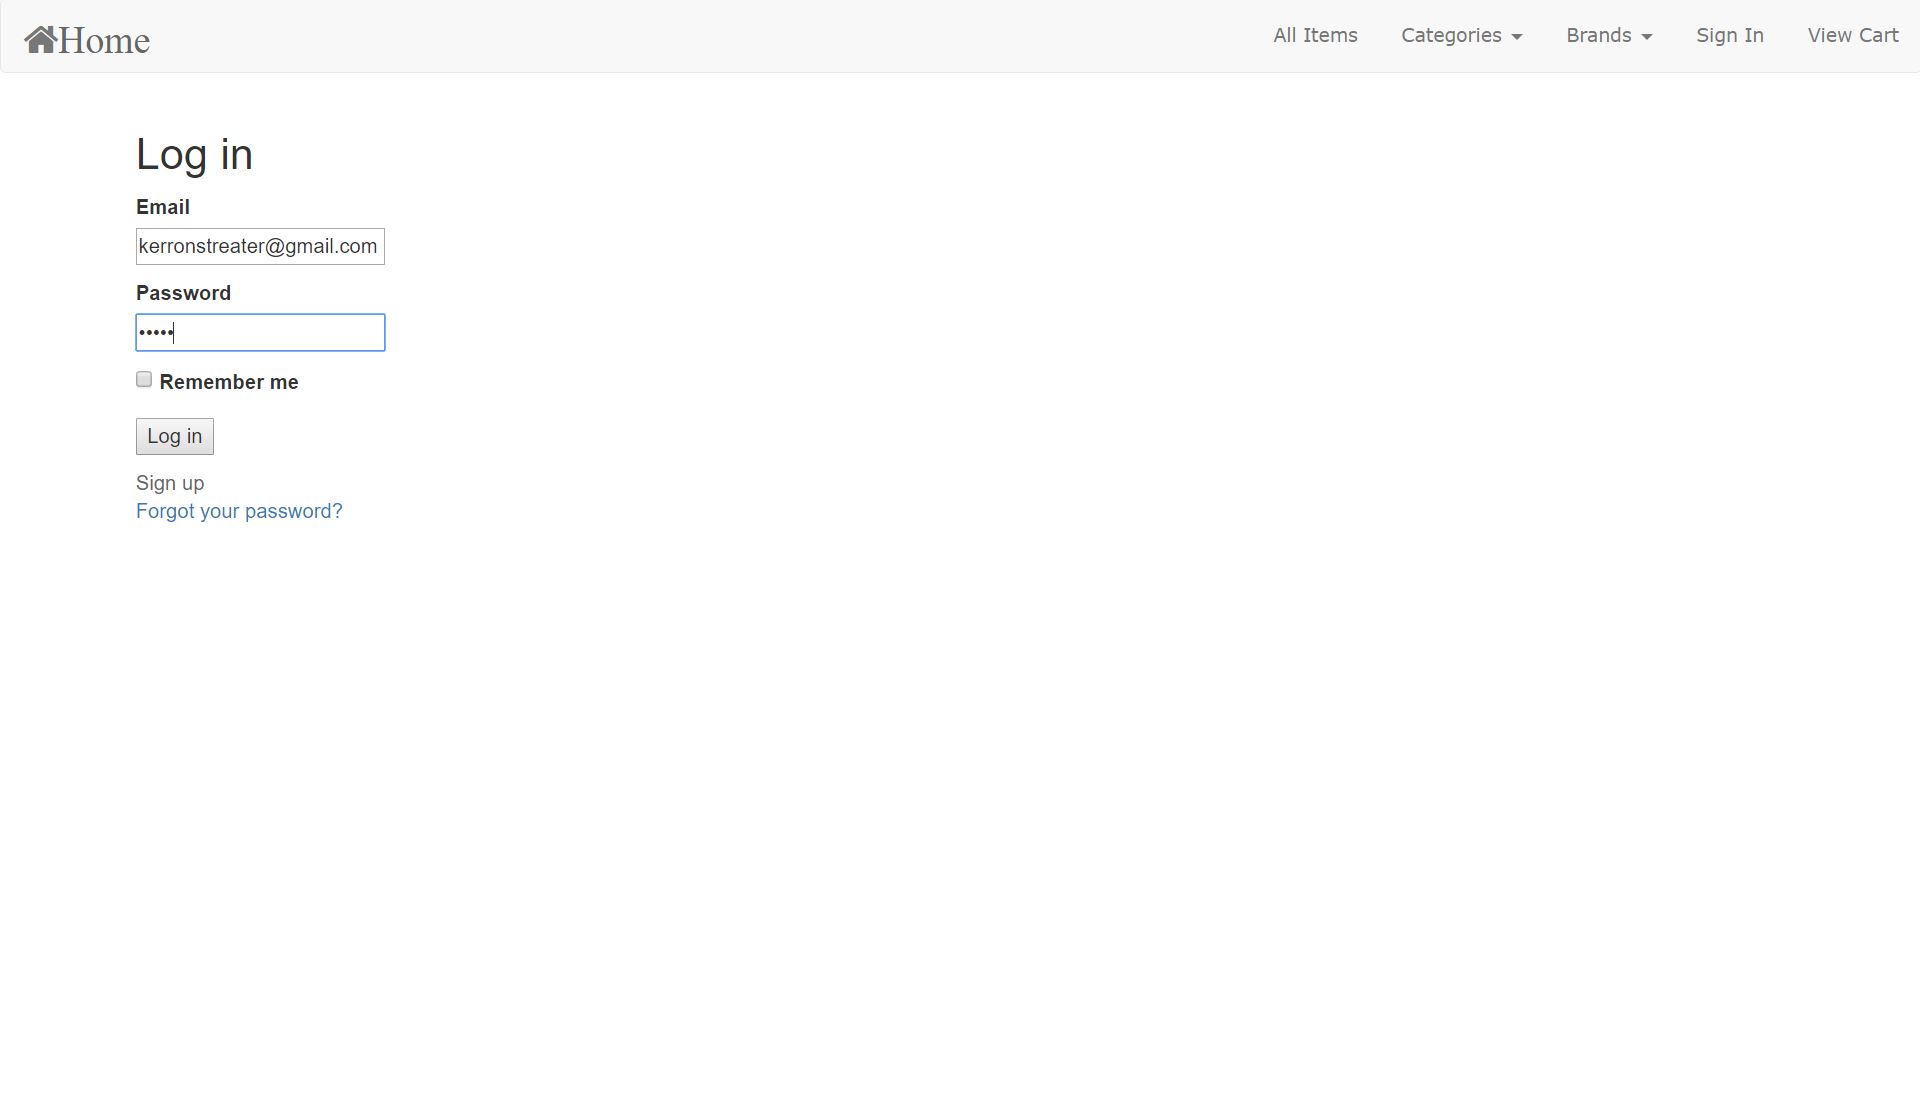 Home All Items Categories Brands Sign In View Cart
Log in
Email
kerronstreater@gmail.com
Password
•••••
Remember me
Log in
Sign up
Forgot your password?